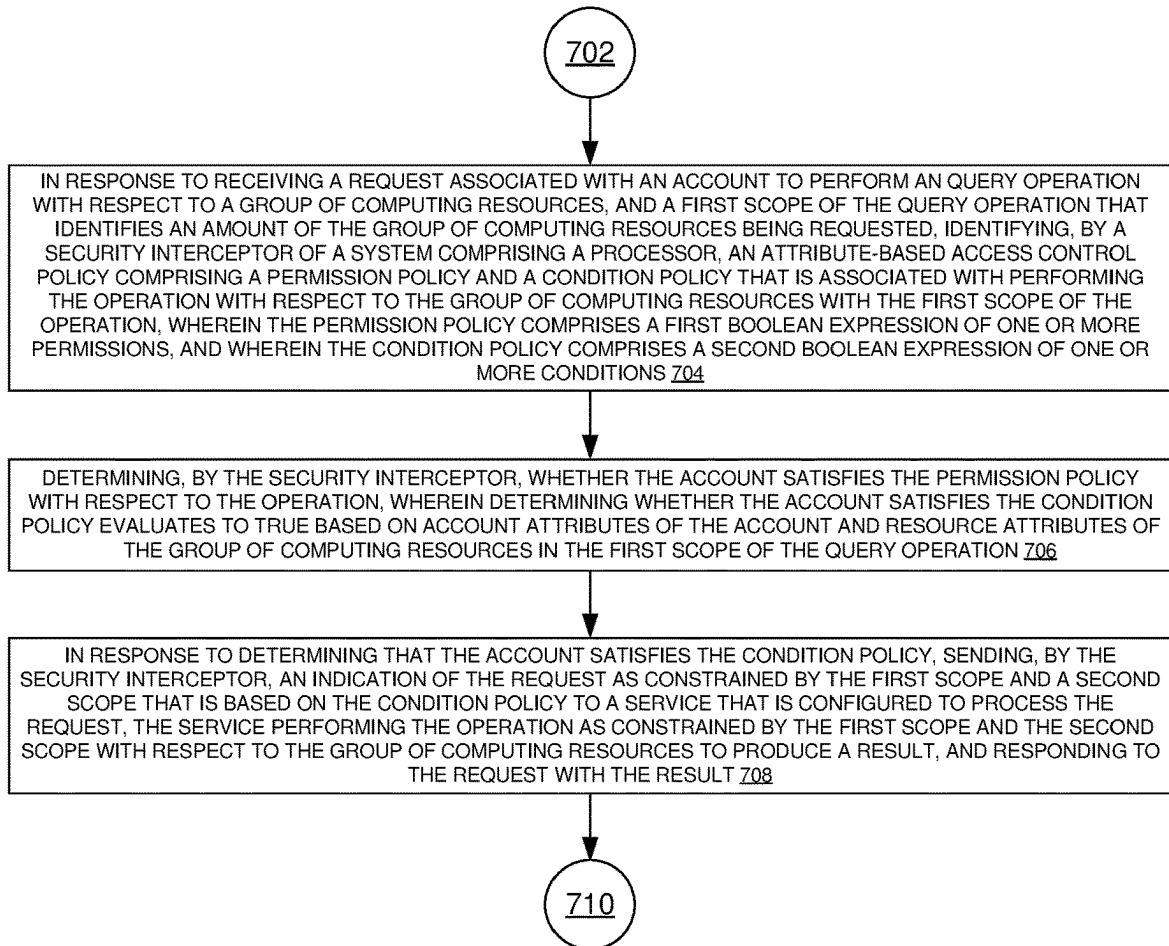 702
IN RESPONSE TO RECEIVING A REQUEST ASSOCIATED WITH AN ACCOUNT TO PERFORM AN QUERY OPERATION
WITH RESPECT TO A GROUP OF COMPUTING RESOURCES, AND A FIRST SCOPE OF THE QUERY OPERATION THAT
IDENTIFIES AN AMOUNT OF THE GROUP OF COMPUTING RESOURCES BEING REQUESTED, IDENTIFYING, BY A
SECURITY INTERCEPTOR OF A SYSTEM COMPRISING A PROCESSOR, AN ATTRIBUTE-BASED ACCESS CONTROL
POLICY COMPRISING A PERMISSION POLICY AND A CONDITION POLICY THAT IS ASSOCIATED WITH PERFORMING
THE OPERATION WITH RESPECT TO THE GROUP OF COMPUTING RESOURCES WITH THE FIRST SCOPE OF THE
OPERATION, WHEREIN THE PERMISSION POLICY COMPRISES A FIRST BOOLEAN EXPRESSION OF ONE OR MORE
PERMISSIONS, AND WHEREIN THE CONDITION POLICY COMPRISES A SECOND BOOLEAN EXPRESSION OF ONE OR
MORE CONDITIONS 704
DETERMINING, BY THE SECURITY INTERCEPTOR, WHETHER THE ACCOUNT SATISFIES THE PERMISSION POLICY
WITH RESPECT TO THE OPERATION, WHEREIN DETERMINING WHETHER THE ACCOUNT SATISFIES THE CONDITION
POLICY EVALUATES TO TRUE BASED ON ACCOUNT ATTRIBUTES OF THE ACCOUNT AND RESOURCE ATTRIBUTES OF
THE GROUP OF COMPUTING RESOURCES IN THE FIRST SCOPE OF THE QUERY OPERATION 706
IN RESPONSE TO DETERMINING THAT THE ACCOUNT SATISFIES THE CONDITION POLICY, SENDING, BY THE
SECURITY INTERCEPTOR, AN INDICATION OF THE REQUEST AS CONSTRAINED BY THE FIRST SCOPE AND A SECOND
SCOPE THAT IS BASED ON THE CONDITION POLICY TO A SERVICE THAT IS CONFIGURED TO PROCESS THE
REQUEST, THE SERVICE PERFORMING THE OPERATION AS CONSTRAINED BY THE FIRST SCOPE AND THE SECOND
SCOPE WITH RESPECT TO THE GROUP OF COMPUTING RESOURCES TO PRODUCE A RESULT, AND RESPONDING TO
THE REQUEST WITH THE RESULT 708
710